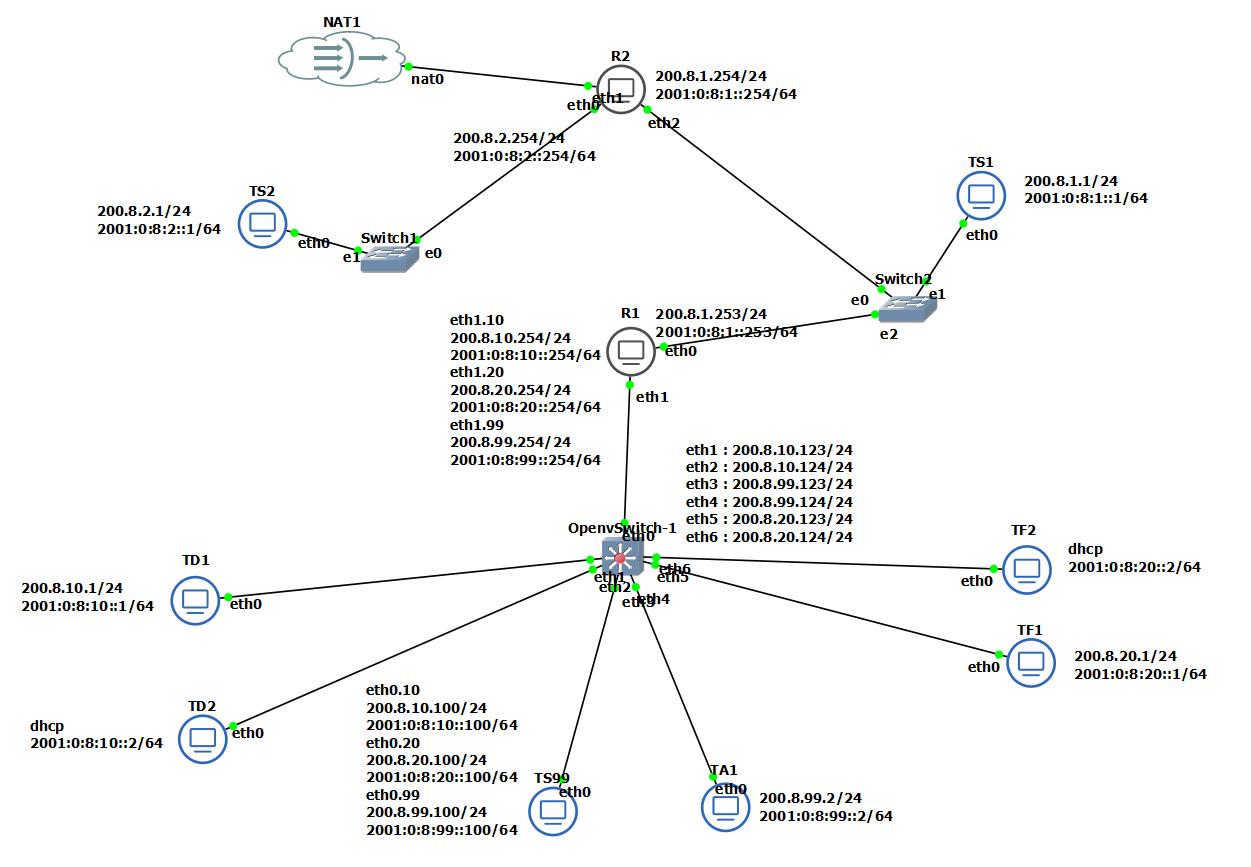 NAT1
nat0
R2
200.8.1.254/24
2001:0:8:1::254/64
eth1
eth0
eth2
200.8.2.254/24
2001:0:8:2::254/64
TS1
200.8.1.1/24
2001:0:8:1::1/64
eth0
TS2
200.8.2.1/24
2001:0:8:2::1/64
eth0
Switch1
e1
e0
Switch2
e0
e1
e2
R1
200.8.1.253/24
2001:0:8:1::253/64
eth0
eth1
eth1.10
200.8.10.254/24
2001:0:8:10::254/64
eth1.20
200.8.20.254/24
2001:0:8:20::254/64
eth1.99
200.8.99.254/24
2001:0:8:99::254/64
eth1 : 200.8.10.123/24
eth2 : 200.8.10.124/24
eth3 : 200.8.99.123/24
eth4 : 200.8.99.124/24
eth5 : 200.8.20.123/24
eth6 : 200.8.20.124/24
OpenvSwitch-1
eth0
eth1
eth2
eth3
eth4
eth6
eth5
TF2
dhcp
2001:0:8:20::2/64
eth0
TD1
200.8.10.1/24
2001:0:8:10::1/64
eth0
TF1
200.8.20.1/24
2001:0:8:20::1/64
eth0
TD2
dhcp
2001:0:8:10::2/64
eth0
eth0.10
200.8.10.100/24
2001:0:8:10::100/64
eth0.20
200.8.20.100/24
2001:0:8:20::100/64
eth0.99
200.8.99.100/24
2001:0:8:99::100/64
TS99
eth0
TA1
eth0
200.8.99.2/24
2001:0:8:99::2/64